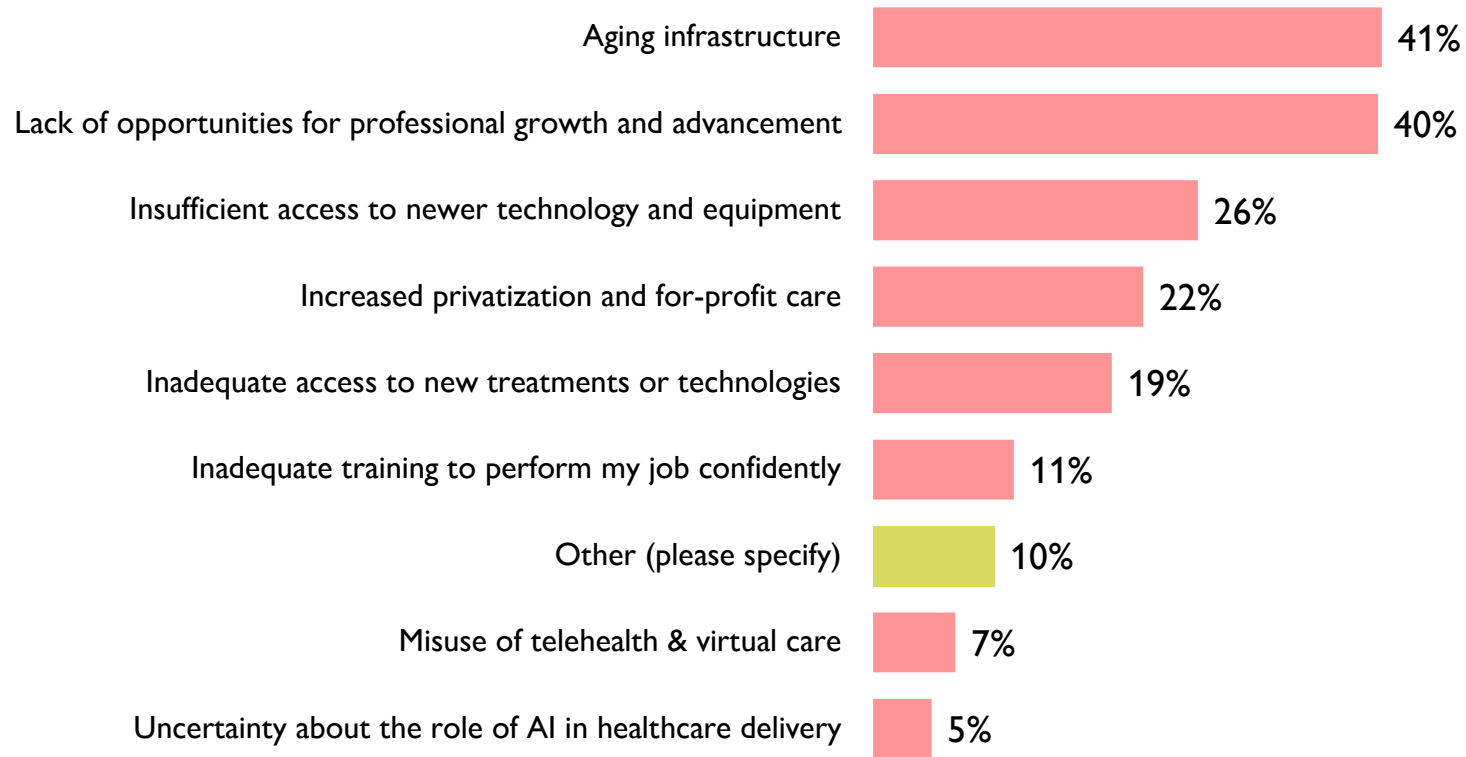 Aging infrastructure 41%
Lack of opportunities for professional growth and advancement 40%
Insufficient access to newer technology and equipment 26%
Increased privatization and for-profit care 22%
Inadequate access to new treatments or technologies 19%
Inadequate training to perform my job confidently 11%
Other (please specify) 10%
Misuse of telehealth & virtual care 7%
Uncertainty about the role of AI in healthcare delivery 5%